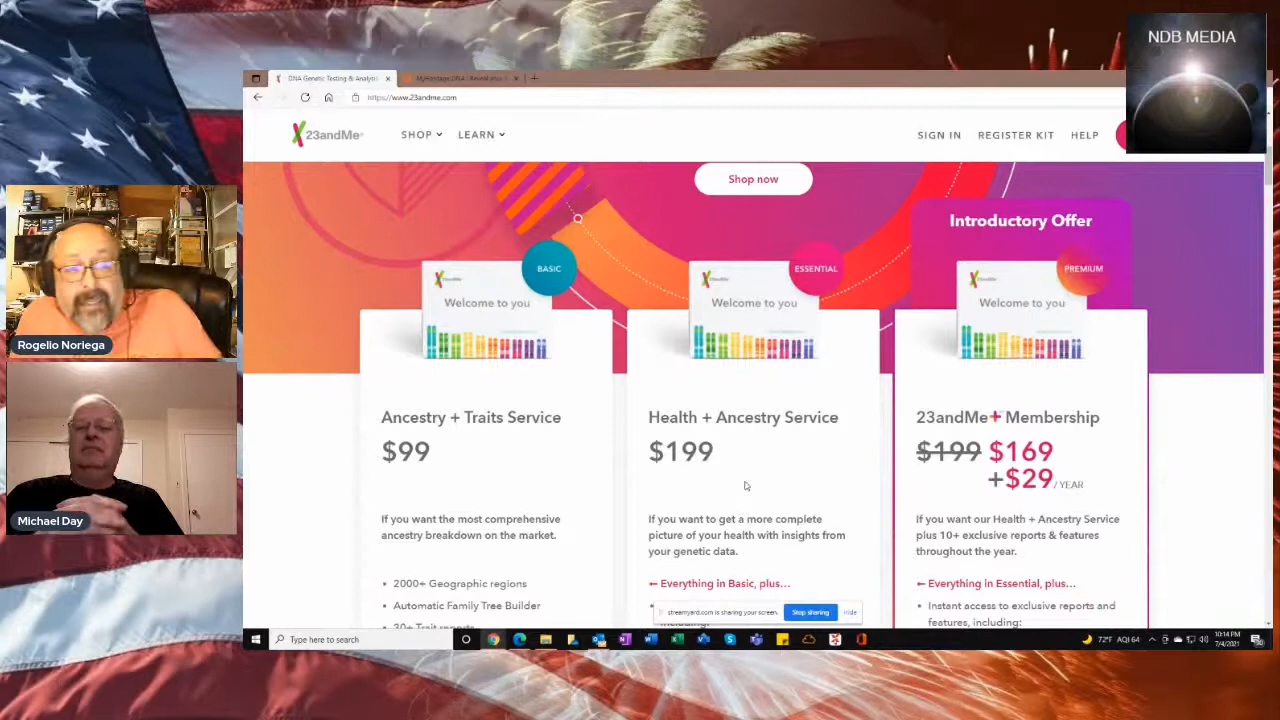 NDB MEDIA
DNA Genetic Testing & Analysis
MyHeritage DNA
https://www.23andme.com
23andMe
SHOP
LEARN
SIGN IN
REGISTER KIT
HELP
Shop now
Introductory Offer
BASIC
ESSENTIAL
PREMIUM
Welcome to you
Welcome to you
Welcome to you
Rogelio Noriega
Michael Day
Ancestry + Traits Service
$99
If you want the most comprehensive
ancestry breakdown on the market.
• 2000+ Geographic regions
• Automatic Family Tree Builder
• 30+ Trait reports
Health + Ancestry Service
$199
If you want to get a more complete
picture of your health with insights from
your genetic data.
Everything in Basic, plus...
including:
23andMe+ Membership
$199 $169
+$29/YEAR
If you want our Health + Ancestry Service
plus 10+ exclusive reports & features
throughout the year.
Everything in Essential, plus...
• Instant access to exclusive reports and
features, including:
streamyard.com is sharing your screen.
Stop sharing
Hide
Type here to search
72°F AQI 64
10:14 PM
7/4/2021